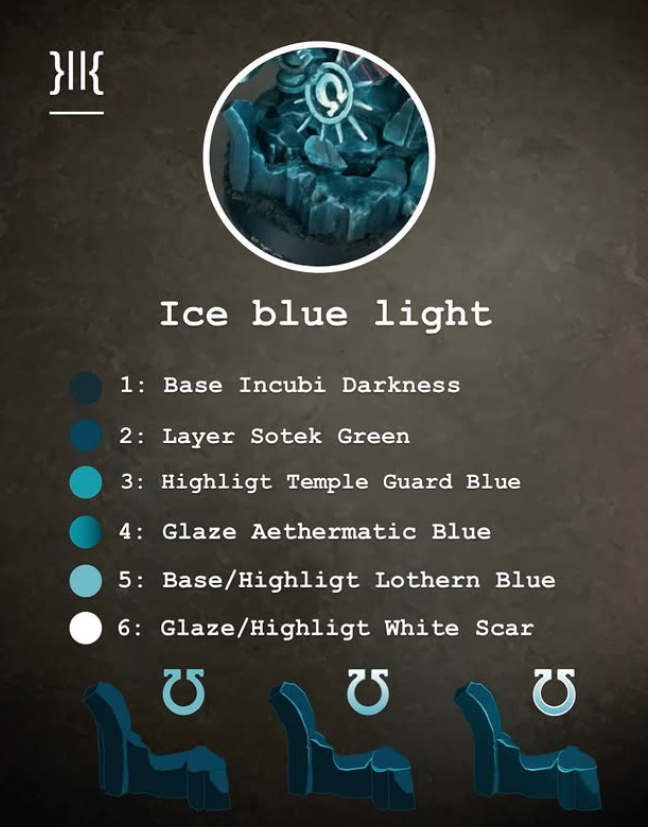 }||{
Ice blue light
1: Base Incubi Darkness
2: Layer Sotek Green
3: Highligt Temple Guard Blue
4: Glaze Aethermatic Blue
5: Base/Highligt Lothern Blue
6: Glaze/Highligt White Scar